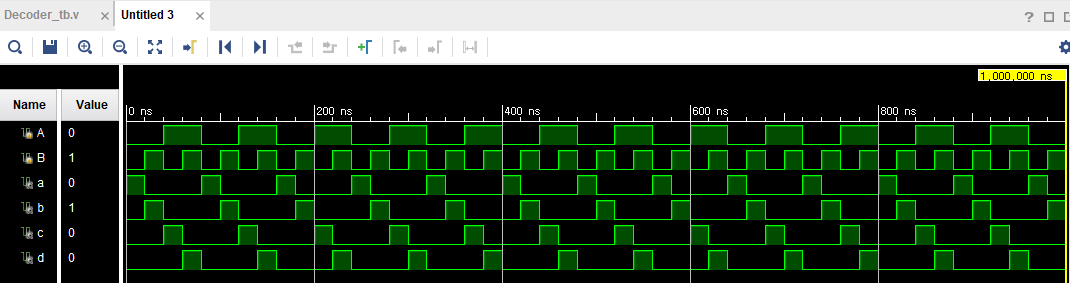 Decoder_tb.v × Untitled 3 ×
?
1,000,000 ns
Name Value
0 ns 200 ns 400 ns 600 ns 800 ns
A 0
B 1
a 0
b 1
c 0
d 0